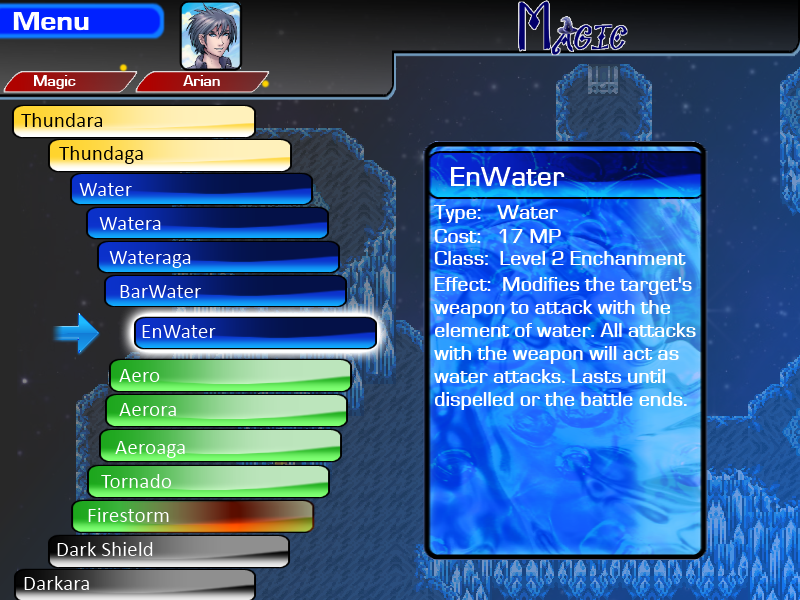 Menu
Magic
Magic
Arian
Thundara
Thundaga
Water
Watera
Wateraga
BarWater
EnWater
Aero
Aerora
Aeroaga
Tornado
Firestorm
Dark Shield
Darkara
EnWater
Type: Water
Cost: 17 MP
Class: Level 2 Enchanment
Effect: Modifies the target's
weapon to attack with the
element of water. All attacks
with the weapon will act as
water attacks. Lasts until
dispelled or the battle ends.